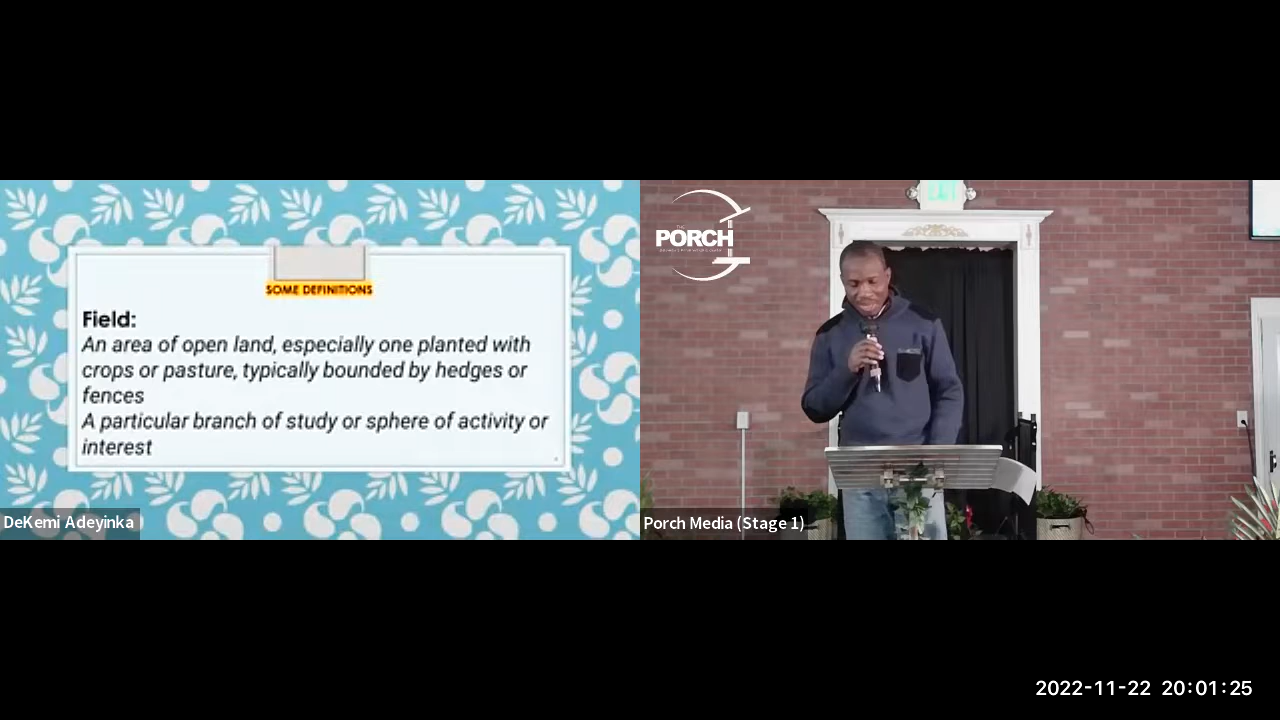 SOME DEFINITIONS
Field:
An area of open land, especially one planted with
crops or pasture, typically bounded by hedges or
fences
A particular branch of study or sphere of activity or
interest
DeKemi Adeyinka
THE
PORCH
EXIT
Porch Media (Stage 1)
2022-11-22 20:01:25